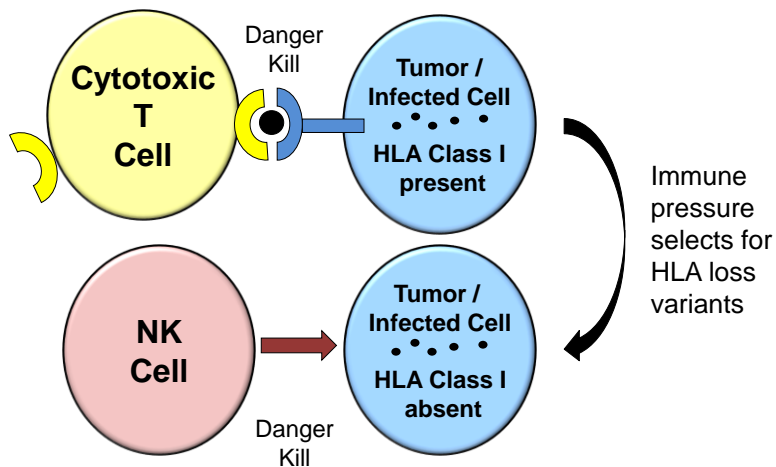 Danger
Kill
Cytotoxic
T
Cell
Tumor /
Infected Cell
HLA Class I
present
Immune
pressure
selects for
HLA loss
variants
NK
Cell
Tumor /
Infected Cell
HLA Class I
absent
Danger
Kill